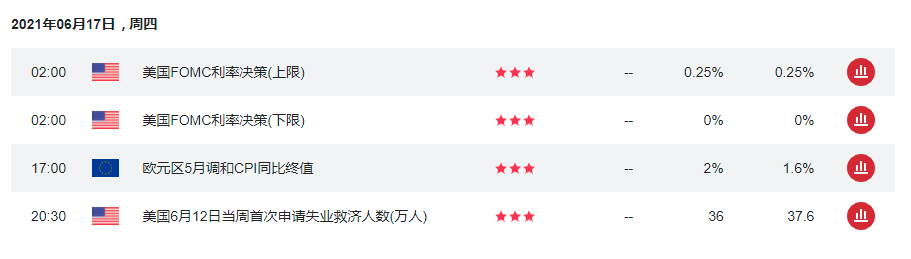 2021年06月17日，周四
02:00 美国FOMC利率决策(上限) -- 0.25% 0.25%
02:00 美国FOMC利率决策(下限) -- 0% 0%
17:00 欧元区5月调和CPI同比终值 -- 2% 1.6%
20:30 美国6月12日当周首次申请失业救济人数(万人) -- 36 37.6